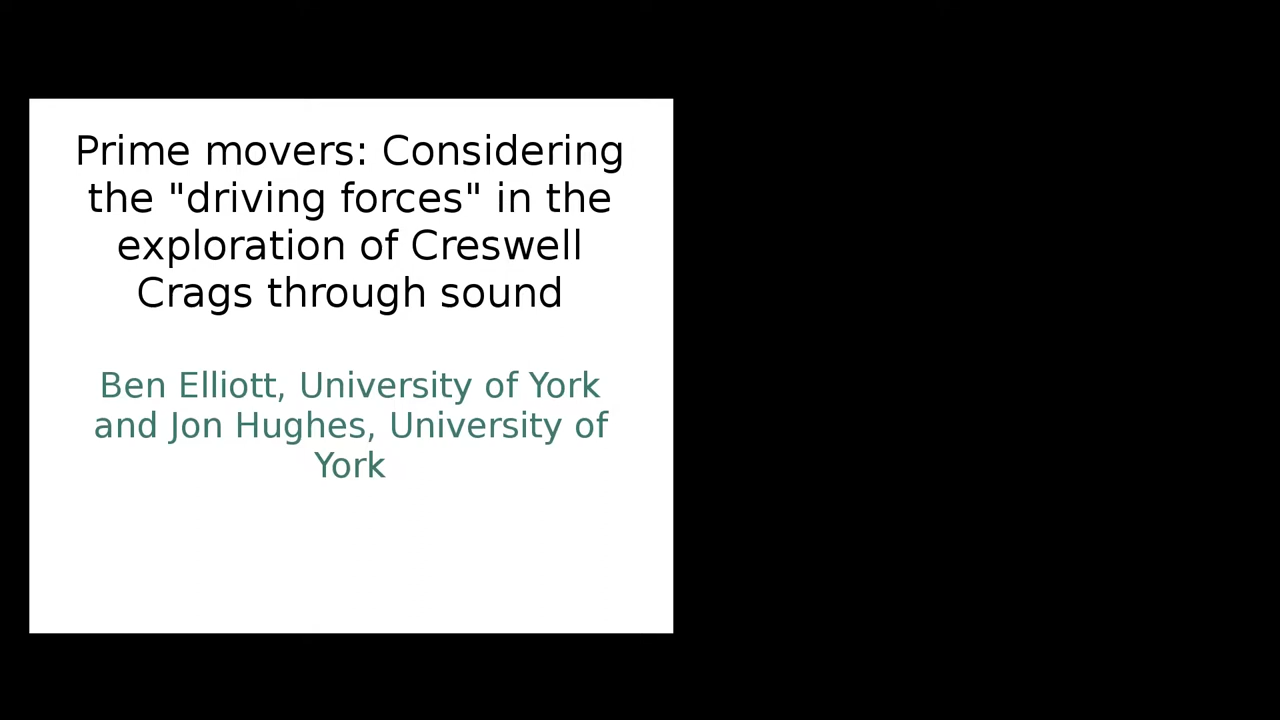 Prime movers: Considering
the "driving forces" in the
exploration of Creswell
Crags through sound
Ben Elliott, University of York
and Jon Hughes, University of
York